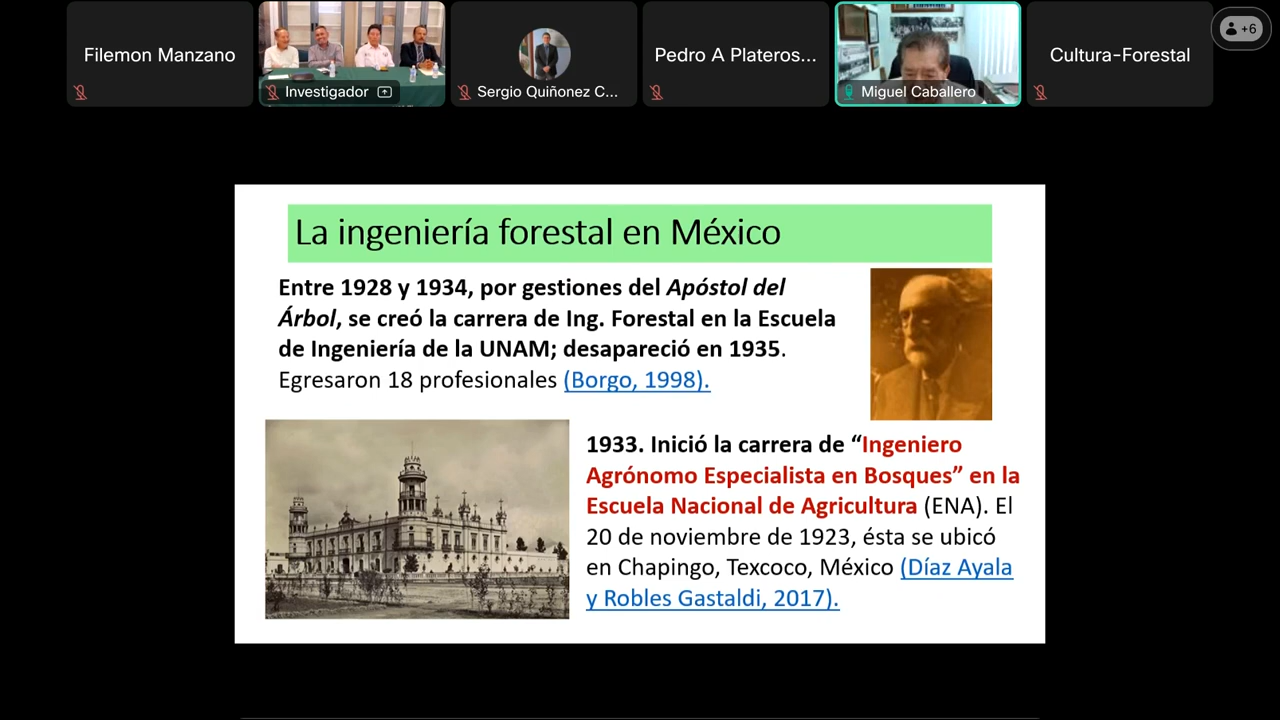 Filemon Manzano
Investigador
Sergio Quiñonez C...
Pedro A Plateros...
Miguel Caballero
Cultura-Forestal
+6
La ingeniería forestal en México
Entre 1928 y 1934, por gestiones del Apóstol del
Árbol, se creó la carrera de Ing. Forestal en la Escuela
de Ingeniería de la UNAM; desapareció en 1935.
Egresaron 18 profesionales (Borgo, 1998).
1933. Inició la carrera de “Ingeniero
Agrónomo Especialista en Bosques” en la
Escuela Nacional de Agricultura (ENA). El
20 de noviembre de 1923, ésta se ubicó
en Chapingo, Texcoco, México (Díaz Ayala
y Robles Gastaldi, 2017).